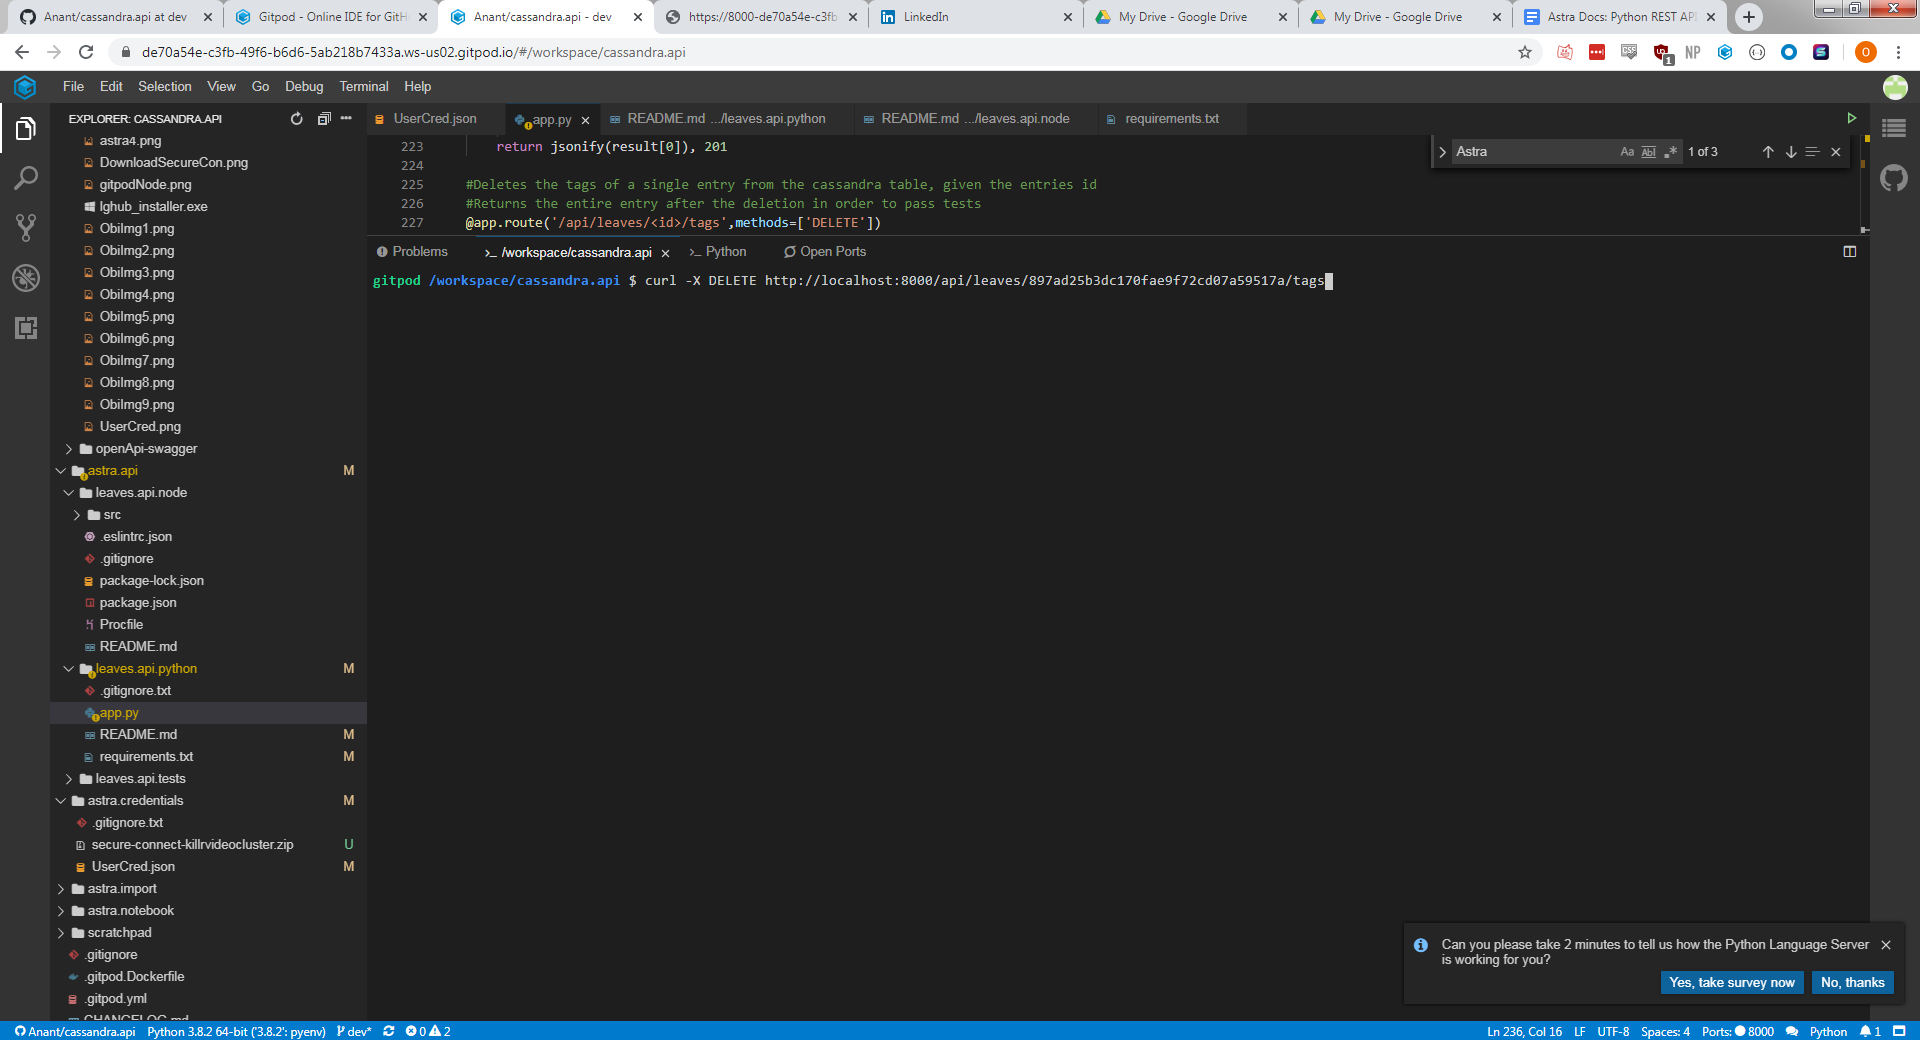 Anant/cassandra.api at dev
Gitpod - Online IDE for GitH
Anant/cassandra.api - dev
https://8000-de70a54e-c3fb
LinkedIn
My Drive - Google Drive
My Drive - Google Drive
Astra Docs: Python REST API
de70a54e-c3fb-49f6-b6d6-5ab218b7433a.ws-us02.gitpod.io/#/workspace/cassandra.api
CSS
1
NP
O
File Edit Selection View Go Debug Terminal Help
EXPLORER: CASSANDRA.API
UserCred.json
app.py
README.md .../leaves.api.python
README.md .../leaves.api.node
requirements.txt
astra4.png
DownloadSecureCon.png
gitpodNode.png
lghub_installer.exe
ObiImg1.png
ObiImg2.png
ObiImg3.png
ObiImg4.png
ObiImg5.png
ObiImg6.png
ObiImg7.png
ObiImg8.png
ObiImg9.png
UserCred.png
openApi-swagger
astra.api M
leaves.api.node
src
.eslintrc.json
.gitignore
package-lock.json
package.json
Procfile
README.md
leaves.api.python M
.gitignore.txt
app.py
README.md M
requirements.txt M
leaves.api.tests
astra.credentials M
.gitignore.txt
secure-connect-killrvideocluster.zip U
UserCred.json M
astra.import
astra.notebook
scratchpad
.gitignore
.gitpod.Dockerfile
.gitpod.yml
CHANGELOG.md
223 return jsonify(result[0]), 201
224
225 #Deletes the tags of a single entry from the cassandra table, given the entries id
226 #Returns the entire entry after the deletion in order to pass tests
227 @app.route('/api/leaves/<id>/tags',methods=['DELETE'])
Astra Aa Abl .* 1 of 3
Problems
>_ /workspace/cassandra.api
>_ Python
Open Ports
gitpod /workspace/cassandra.api $ curl -X DELETE http://localhost:8000/api/leaves/897ad25b3dc170fae9f72cd07a59517a/tags
Can you please take 2 minutes to tell us how the Python Language Server
is working for you?
Yes, take survey now
No, thanks
Anant/cassandra.api Python 3.8.2 64-bit ('3.8.2': pyenv) dev* 0 2
Ln 236, Col 16 LF UTF-8 Spaces: 4 Ports: 8000 Python 1